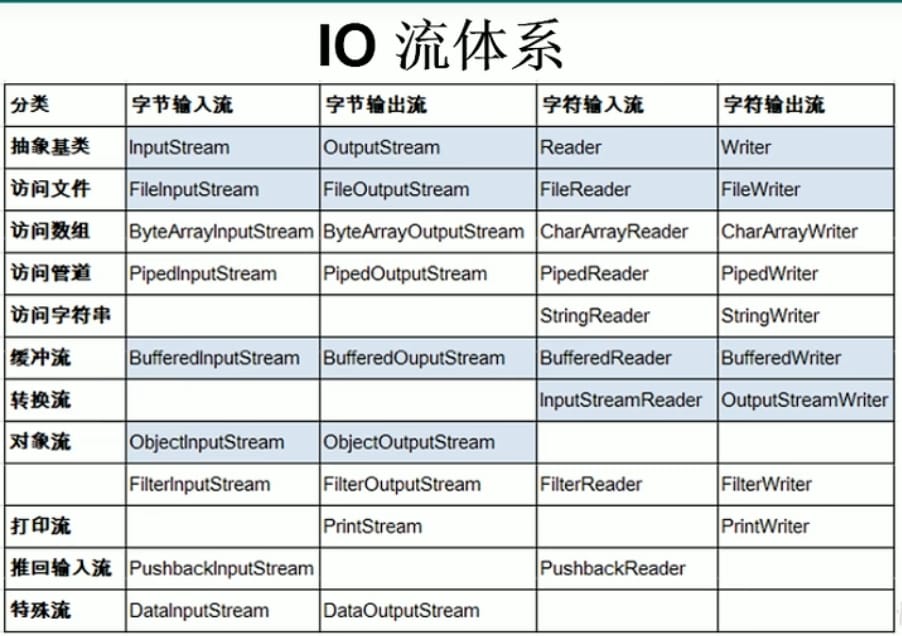 IO 流体系
分类 字节输入流 字节输出流 字符输入流 字符输出流
抽象基类 InputStream OutputStream Reader Writer
访问文件 FileInputStream FileOutputStream FileReader FileWriter
访问数组 ByteArrayInputStream ByteArrayOutputStream CharArrayReader CharArrayWriter
访问管道 PipedInputStream PipedOutputStream PipedReader PipedWriter
访问字符串 StringReader StringWriter
缓冲流 BufferedInputStream BufferedOuputStream BufferedReader BufferedWriter
转换流 InputStreamReader OutputStreamWriter
对象流 ObjectInputStream ObjectOutputStream
FilterInputStream FilterOutputStream FilterReader FilterWriter
打印流 PrintStream PrintWriter
推回输入流 PushbackInputStream PushbackReader
特殊流 DataInputStream DataOutputStream